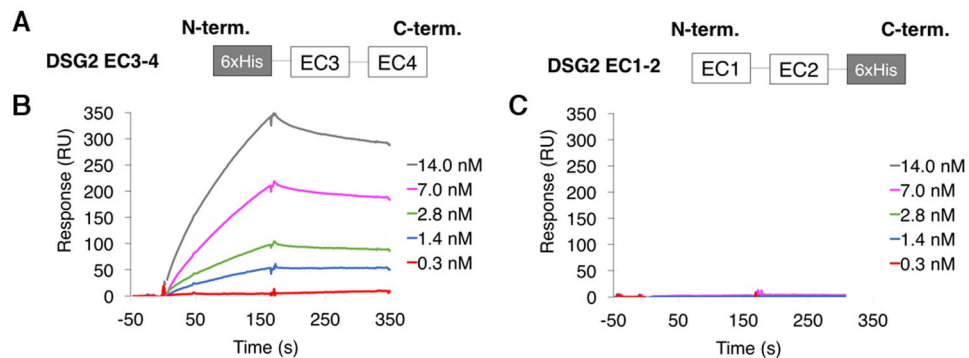 A
N-term. C-term.
DSG2 EC3-4 6xHis EC3 EC4
N-term. C-term.
DSG2 EC1-2 EC1 EC2 6xHis
B
Response (RU)
350
300
250
200
150
100
50
0
-50 50 150 250 350
Time (s)
14.0 nM
7.0 nM
2.8 nM
1.4 nM
0.3 nM
C
Response (RU)
350
300
250
200
150
100
50
0
-50 50 150 250 350
Time (s)
14.0 nM
7.0 nM
2.8 nM
1.4 nM
0.3 nM